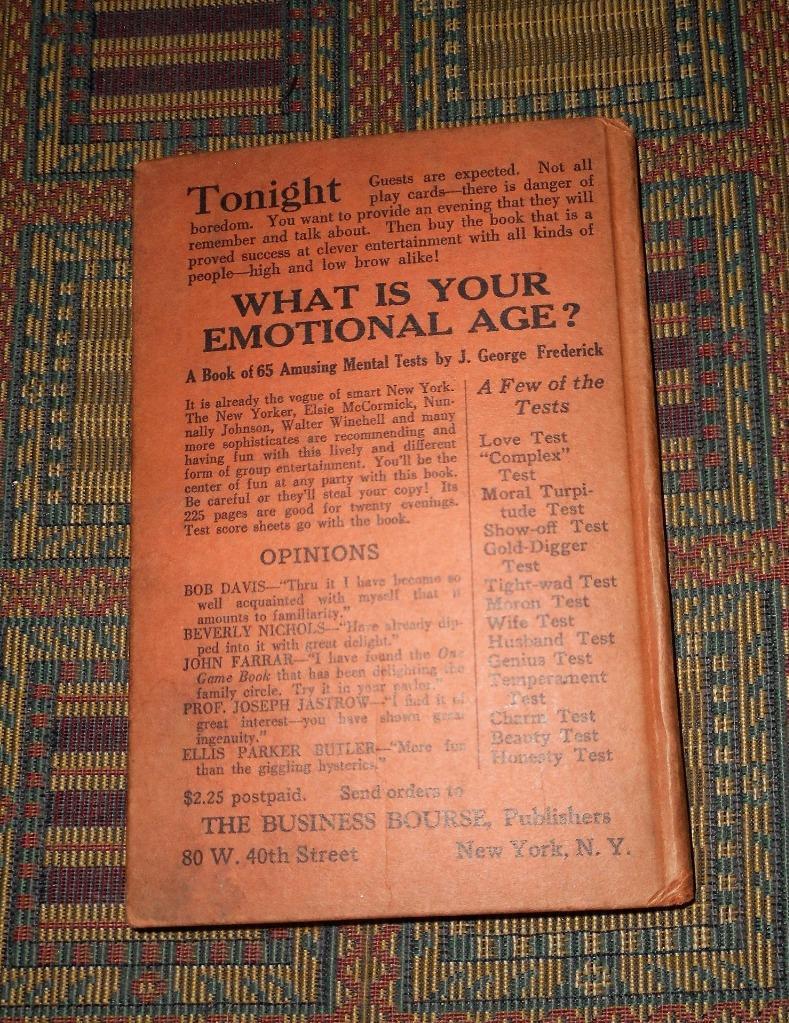 Tonight Guests are expected. Not all
play cards—there is danger of
boredom. You want to provide an evening that they will
remember and talk about. Then buy the book that is a
proved success at clever entertainment with all kinds of
people—high and low brow alike!
WHAT IS YOUR
EMOTIONAL AGE?
A Book of 65 Amusing Mental Tests by J. George Frederick
It is already the vogue of smart New York.
The New Yorker, Elsie McCormick, Nun-
nally Johnson, Walter Winchell and many
more sophisticates are recommending and
having fun with this lively and different
form of group entertainment. You'll be the
center of fun at any party with this book.
Be careful or they'll steal your copy! Its
225 pages are good for twenty evenings.
Test score sheets go with the book.
OPINIONS
BOB DAVIS—"Thru it I have become so
well acquainted with myself that it
amounts to familiarity."
BEVERLY NICHOLS—"Have already dip-
ped into it with great delight."
JOHN FARRAR—"I have found the One
Game Book that has been delighting the
family circle. Try it in your parlor."
PROF. JOSEPH JASTROW—"I find it of
great interest—you have shown great
ingenuity."
ELLIS PARKER BUTLER—"More fun
than the giggling hysterics."
A Few of the
Tests
Love Test
"Complex"
Test
Moral Turpi-
tude Test
Show-off Test
Gold-Digger
Test
Tight-wad Test
Moron Test
Wife Test
Husband Test
Genius Test
Temperament
Test
Charm Test
Beauty Test
Honesty Test
$2.25 postpaid. Send orders to
THE BUSINESS BOURSE, Publishers
80 W. 40th Street New York, N. Y.